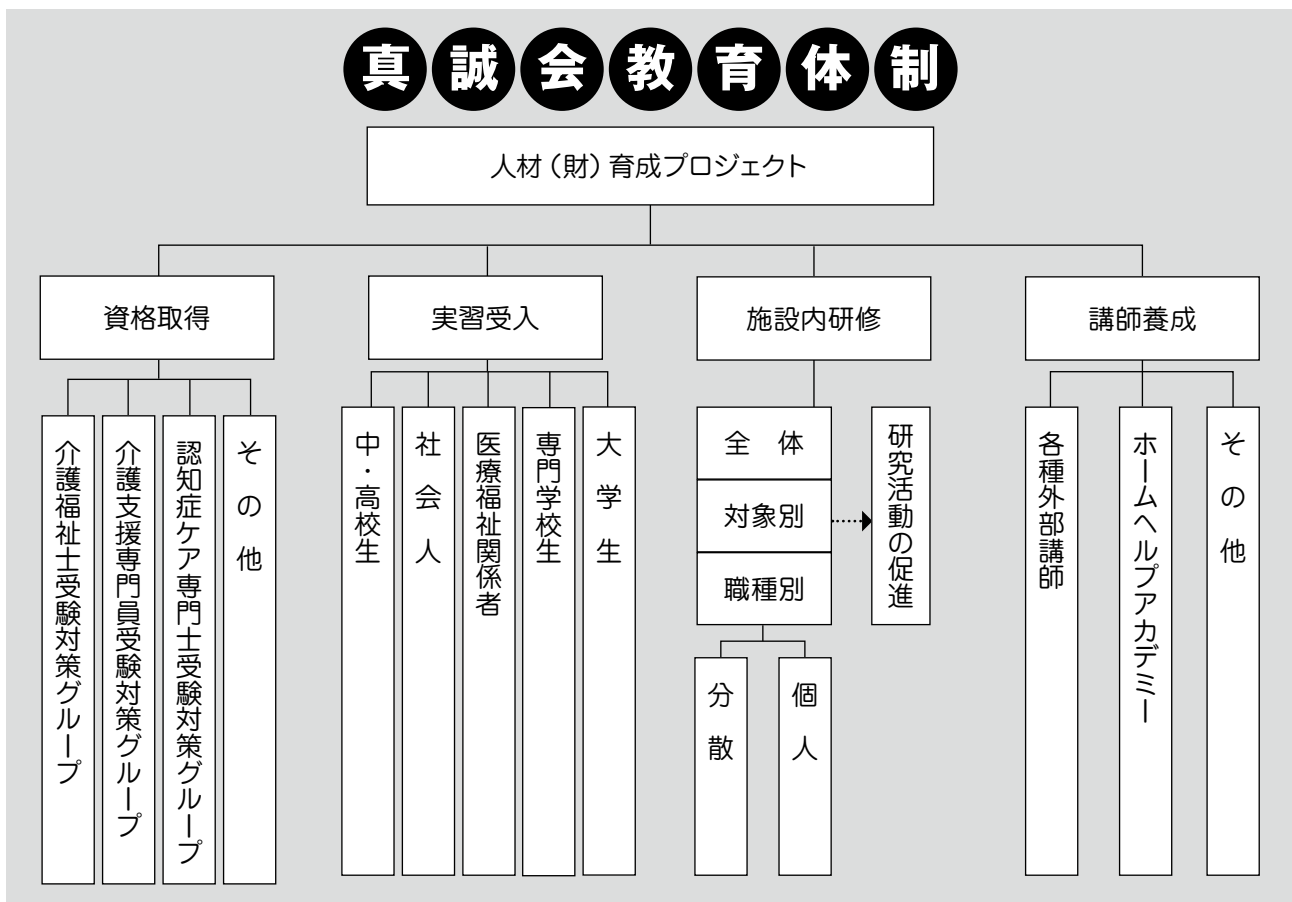 真誠会教育体制
人材（財）育成プロジェクト
資格取得
実習受入
施設内研修
講師養成
介護福祉士受験対策グループ
介護支援専門員受験対策グループ
認知症ケア専門士受験対策グループ
その他
中・高校生
社会人
医療福祉関係者
専門学校生
大学生
全　体
対象別
職種別
研究活動の促進
分散
個人
各種外部講師
ホームヘルプアカデミー
その他